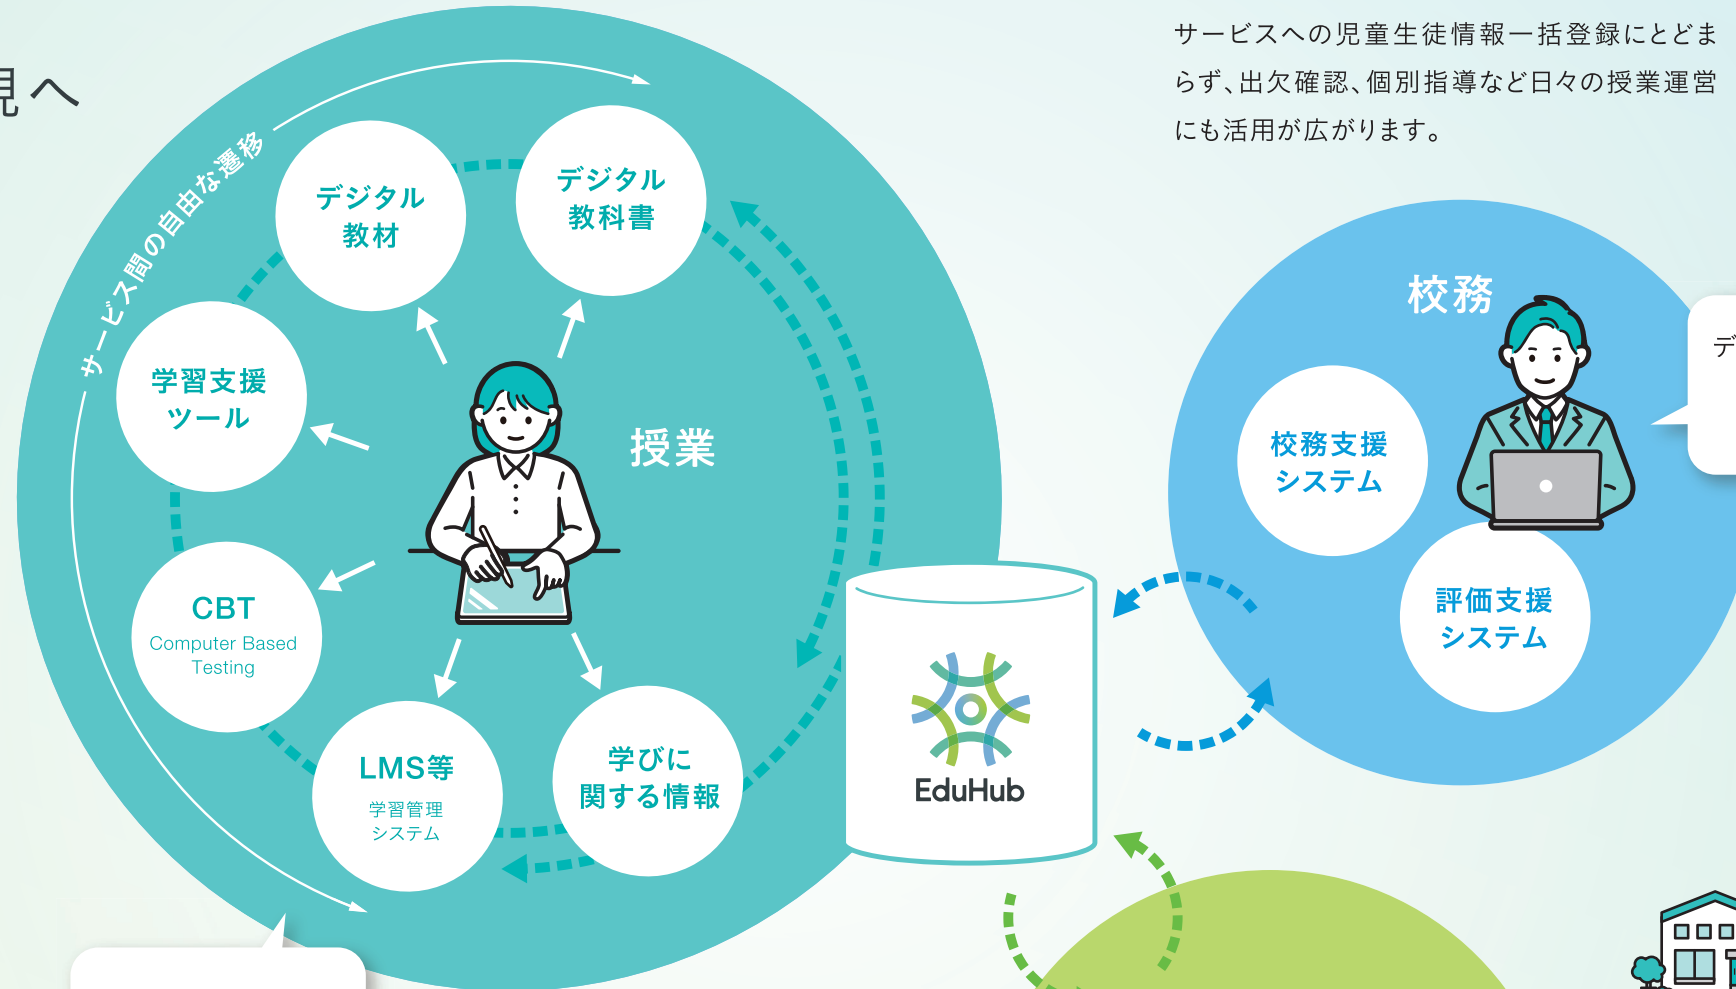 現へ
サービスへの児童生徒情報一括登録にとどま
らず、出欠確認、個別指導など日々の授業運営
にも活用が広がります。
サービス間の自由な遷移
デジタル
教材
デジタル
教科書
学習支援
ツール
授業
CBT
Computer Based
Testing
LMS等
学習管理
システム
学びに
関する情報
EduHub
校務
校務支援
システム
評価支援
システム
デ